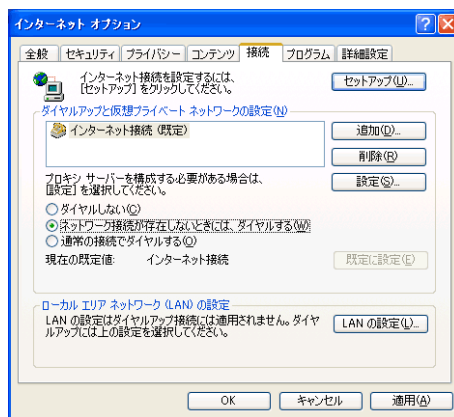 インターネット オプション
全般 セキュリティ プライバシー コンテンツ 接続 プログラム 詳細設定
インターネット接続を設定するには、 セットアップ(U)...
[セットアップ] をクリックしてください。
ダイヤルアップと仮想プライベート ネットワークの設定(N)
インターネット接続 (既定) 追加(D)...
削除(R)
プロキシ サーバーを構成する必要がある場合は、 設定(S)...
[設定] を選択してください。
ダイヤルしない(C)
ネットワーク接続が存在しないときには、ダイヤルする(W)
通常の接続でダイヤルする(O)
現在の既定値: インターネット接続 既定に設定(E)
ローカル エリア ネットワーク (LAN) の設定
LAN の設定はダイヤルアップ接続には適用されません。ダイヤ LAN の設定(L)...
ルアップには上の設定を選択してください。
OK キャンセル 適用(A)